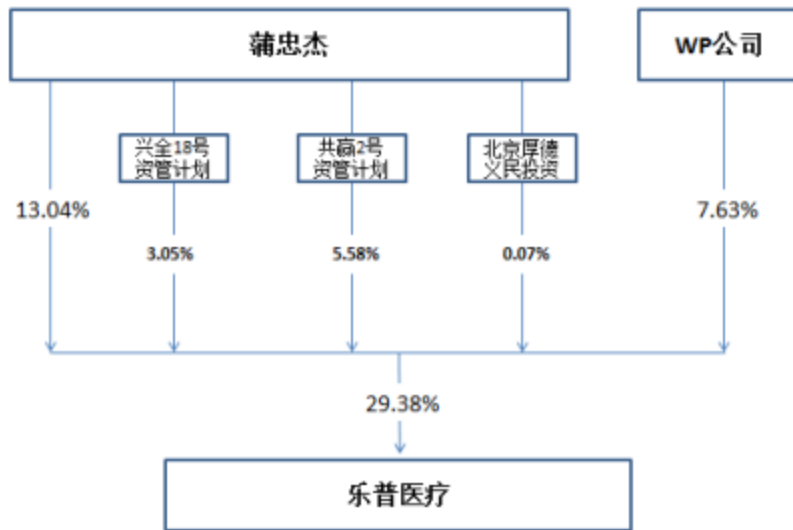 蒲忠杰
WP公司
兴全18号
资管计划
共赢2号
资管计划
北京厚德
义民投资
13.04%
7.63%
3.05%
5.58%
0.07%
29.38%
乐普医疗